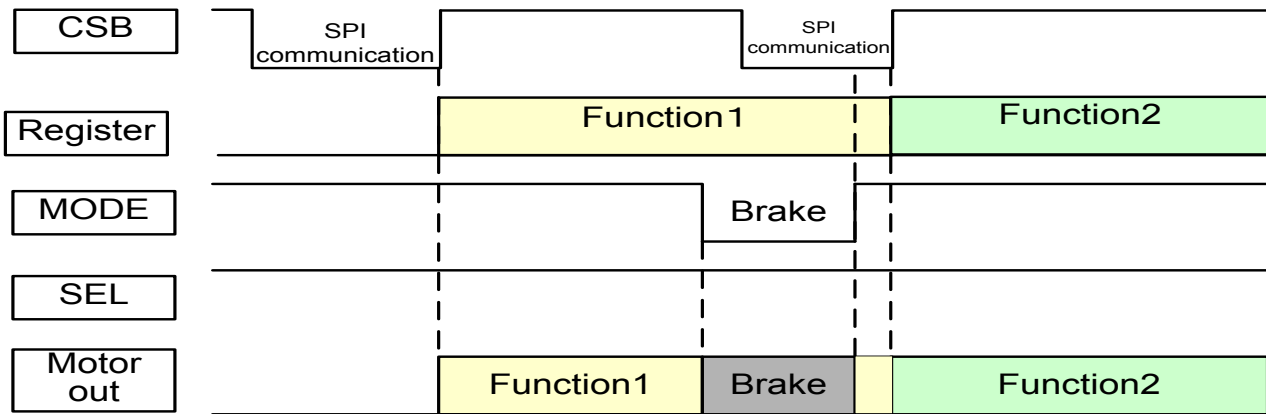 CSB
SPI
communication
SPI
communication
Register
Function1
Function2
MODE
Brake
SEL
Motor
out
Function1
Brake
Function2